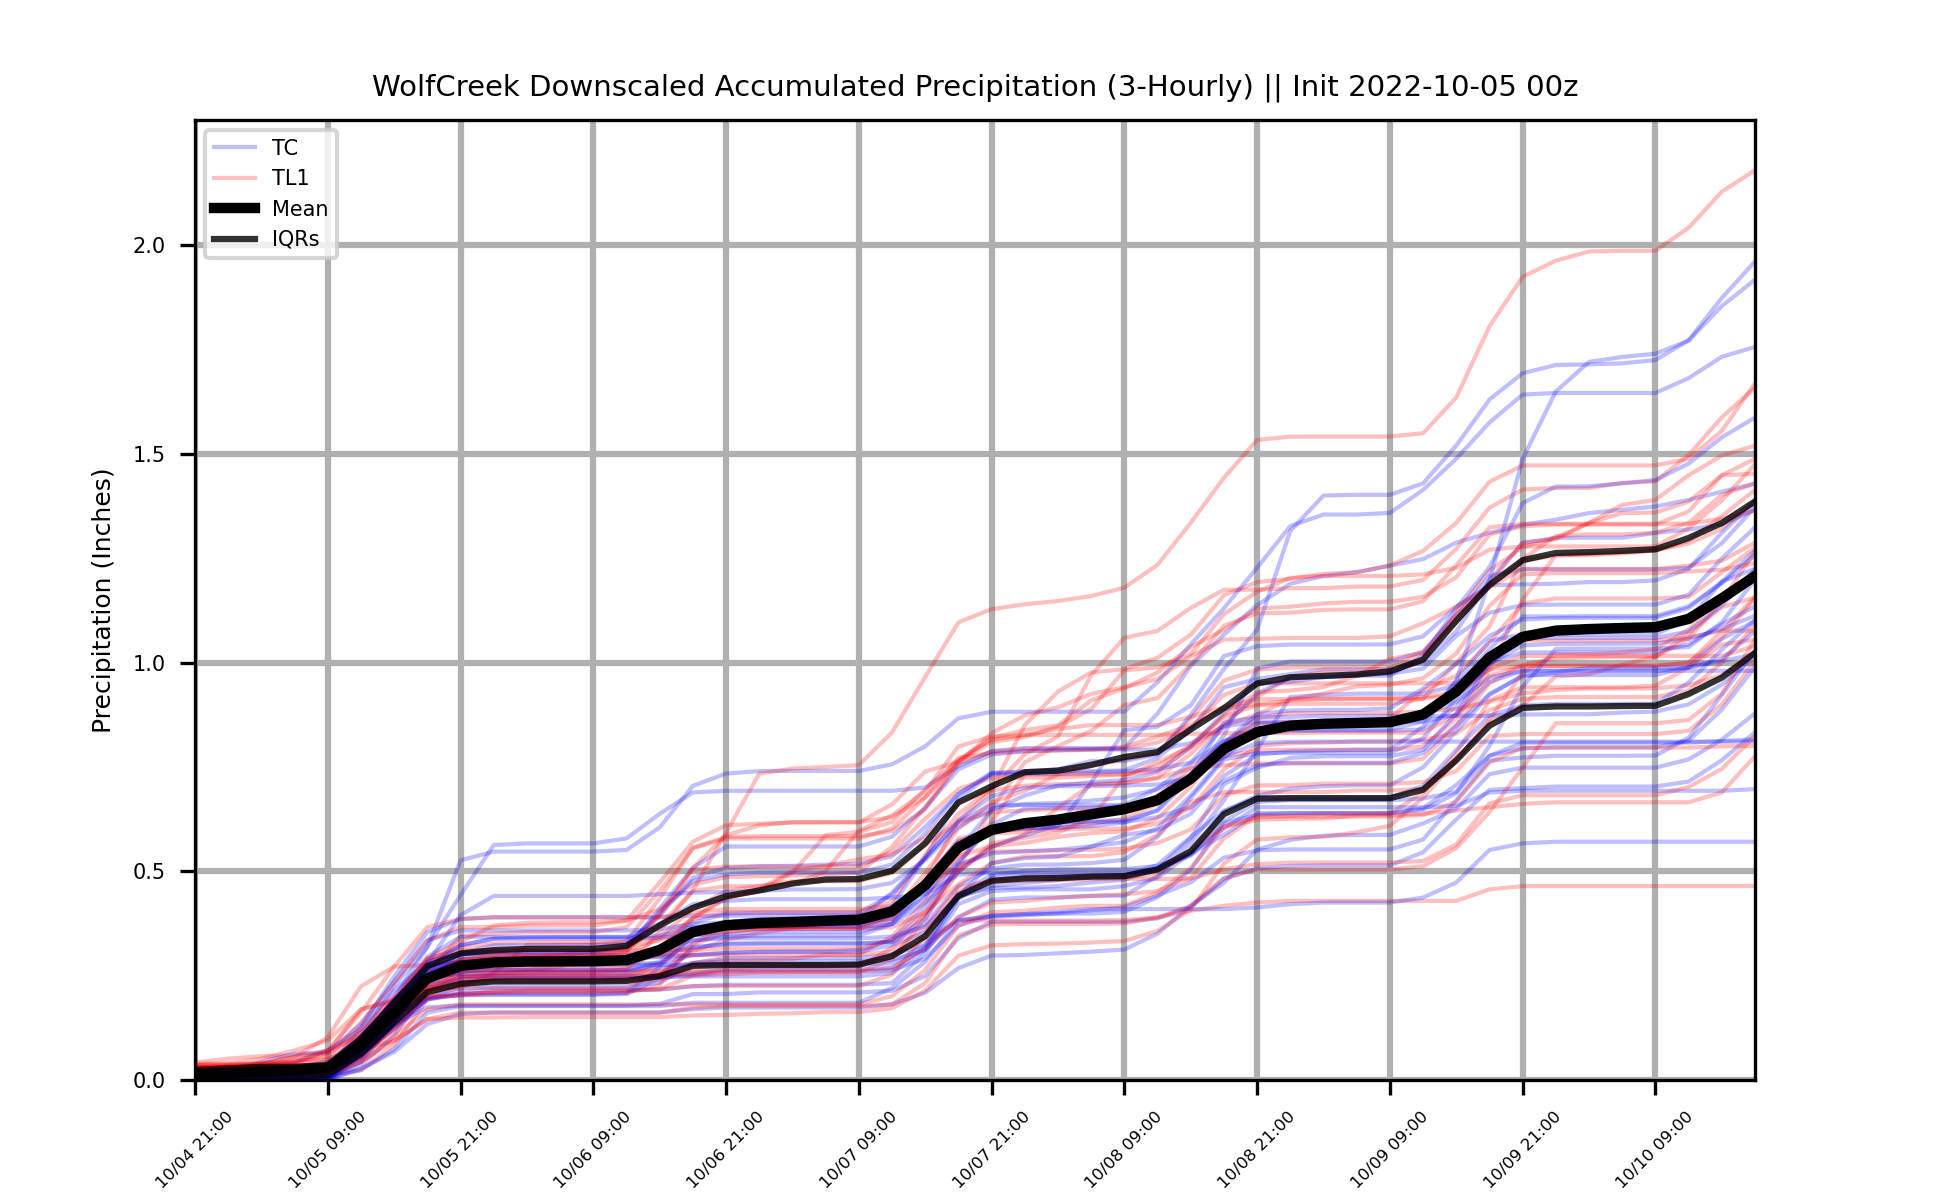 WolfCreek Downscaled Accumulated Precipitation (3-Hourly) || Init 2022-10-05 00z
TC
TL1
Mean
IQRs
Precipitation (Inches)
2.0
1.5
1.0
0.5
0.0
10/04 21:00
10/05 09:00
10/05 21:00
10/06 09:00
10/06 21:00
10/07 09:00
10/07 21:00
10/08 09:00
10/08 21:00
10/09 09:00
10/09 21:00
10/10 09:00